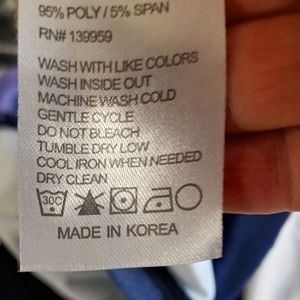 95% POLY / 5% SPAN
RN# 139959
WASH WITH LIKE COLORS
WASH INSIDE OUT
MACHINE WASH COLD
GENTLE CYCLE
DO NOT BLEACH
TUMBLE DRY LOW
COOL IRON WHEN NEEDED
DRY CLEAN
30C
MADE IN KOREA